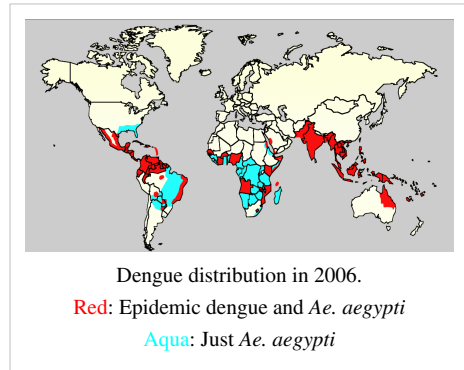 Dengue distribution in 2006.
Red: Epidemic dengue and Ae. aegypti
Aqua: Just Ae. aegypti